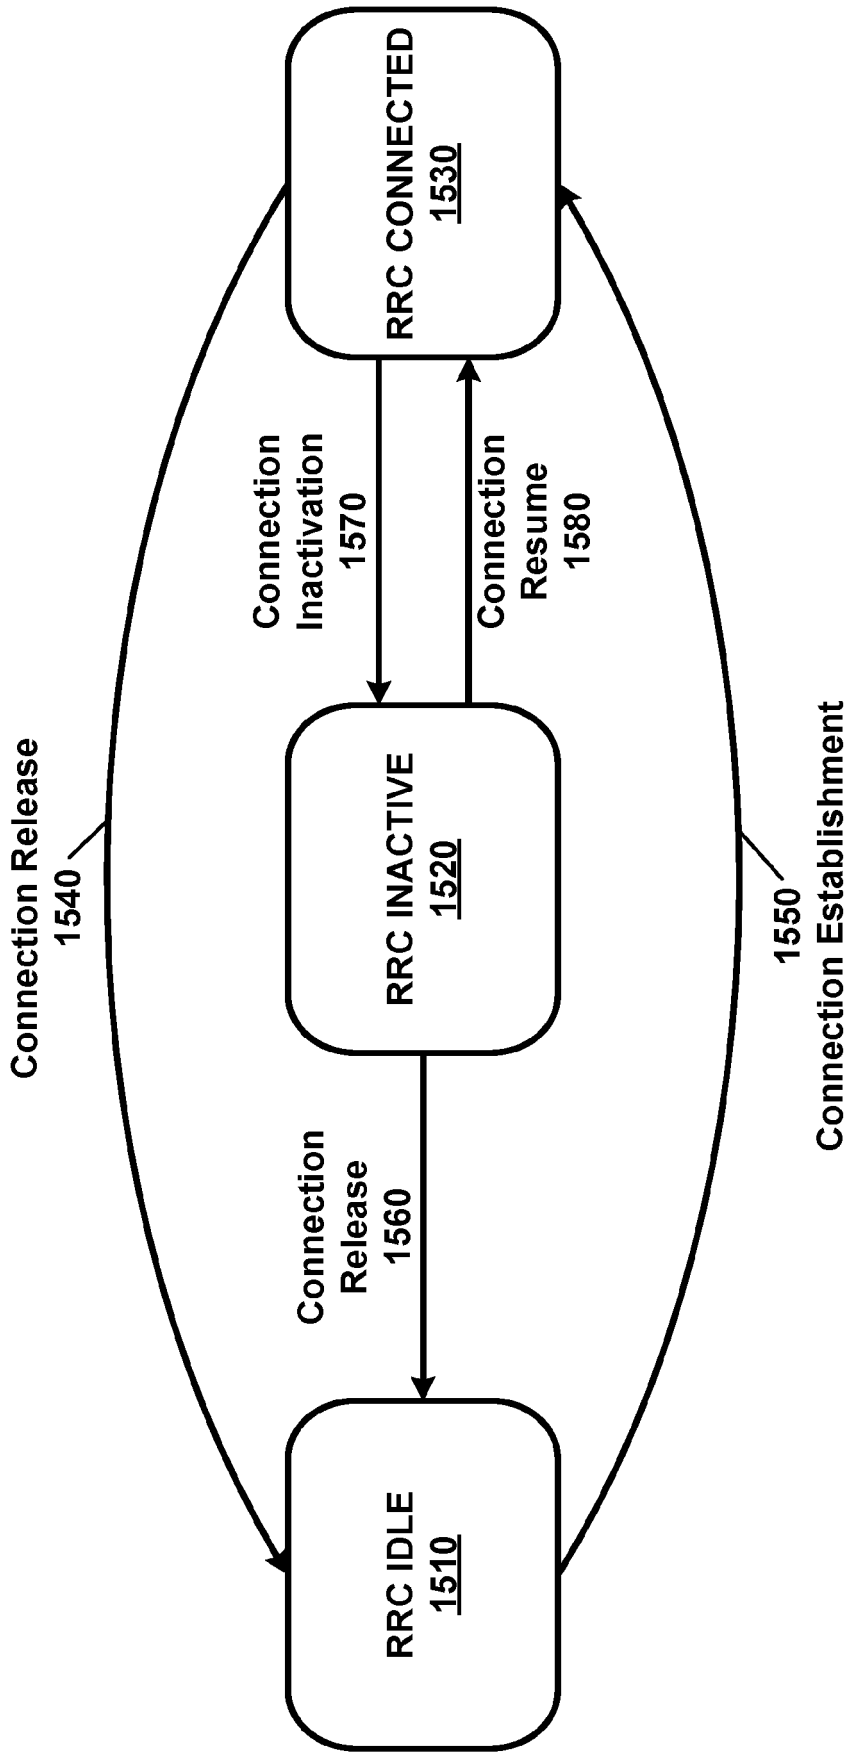 Connection Release
1540
RRC IDLE
1510
Connection
Release
1560
RRC INACTIVE
1520
Connection
Inactivation
1570
Connection
Resume
1580
RRC CONNECTED
1530
1550
Connection Establishment